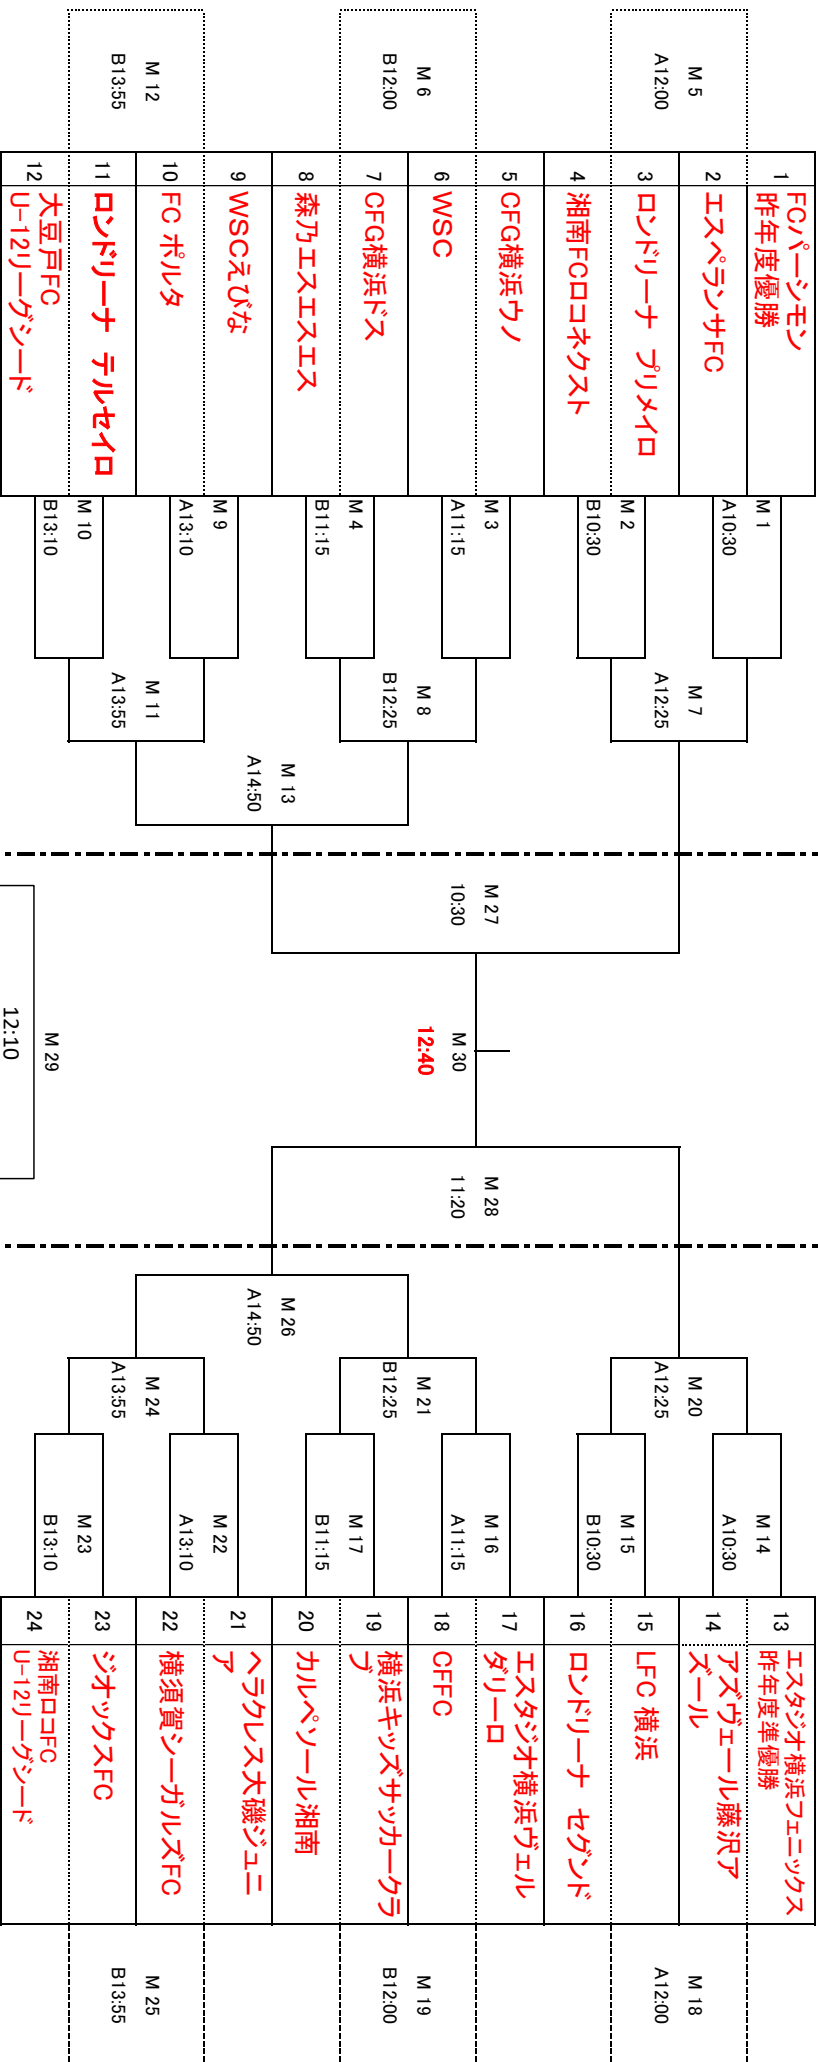 M 5
A12:00
M 6
B12:00
M 12
B13:55
1
FCパーシモン
昨年度優勝
2
エスペランサFC
3
ロンドリーナ プリメイロ
4
湘南FCロコネクスト
5
CFG横浜ウノ
6
WSC
7
CFG横浜ドス
8
森乃エスエスエス
9
WSCえびな
10
FC ポルタ
11
ロンドリーナ テルセイロ
12
大豆戸FC
U-12リーグシード
M 1
A10:30
M 2
B10:30
M 3
A11:15
M 4
B11:15
M 9
A13:10
M 10
B13:10
M 7
A12:25
M 8
B12:25
M 11
A13:55
M 13
A14:50
M 27
10:30
M 30
12:40
M 29
12:10
M 28
11:20
M 26
A14:50
M 20
A12:25
M 21
B12:25
M 24
A13:55
M 14
A10:30
M 15
B10:30
M 16
A11:15
M 17
B11:15
M 22
A13:10
M 23
B13:10
13
エスタジオ横浜フェニックス
昨年度準優勝
14
アズヴェール藤沢ア
ズール
15
LFC 横浜
16
ロンドリーナ セグンド
17
エスタジオ横浜ヴェル
ダリーロ
18
CFFC
19
横浜キッズサッカークラ
ブ
20
カルペソール湘南
21
ヘラクレス大磯ジュニ
ア
22
横須賀シーガルズFC
23
ジオックスFC
24
湘南ロコFC
U-12リーグシード
M 18
A12:00
M 19
B12:00
M 25
B13:55